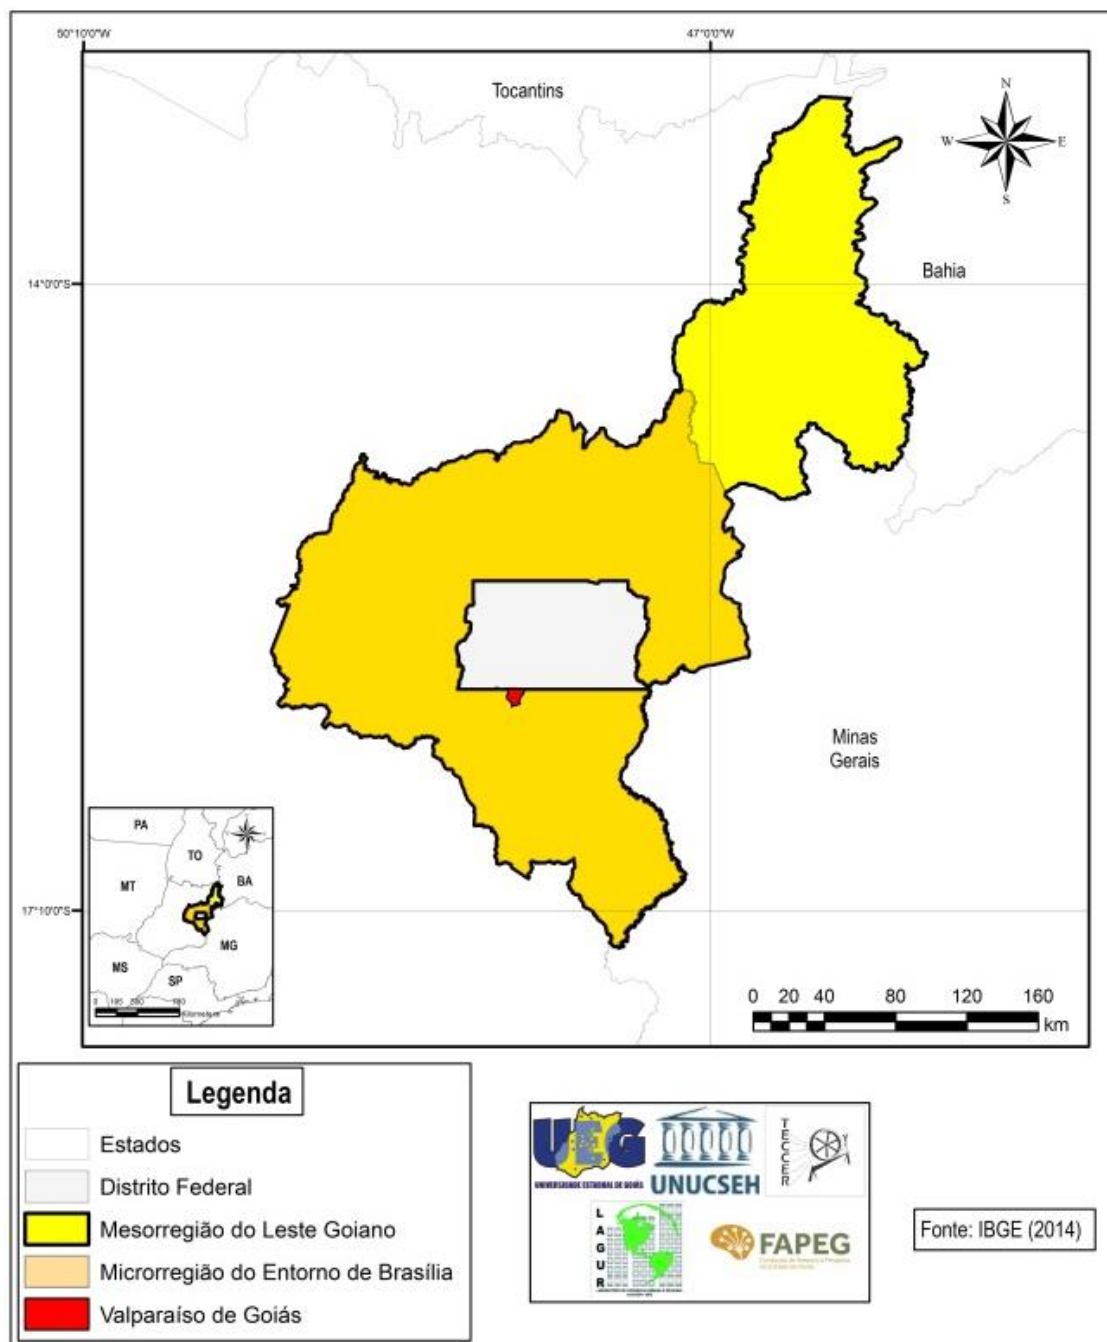 50°10'0"W
47°0'0"W
Tocantins
N
W
E
S
14°0'0"S
Bahia
Minas
Gerais
PA
TO
MT
BA
MG
MS
SP
17°10'0"S
0 20 40 80 120 160
km
Legenda
Estados
Distrito Federal
Mesorregião do Leste Goiano
Microrregião do Entorno de Brasília
Valparaíso de Goiás
UEG
UNIVERSIDADE ESTADUAL DE GOIÁS
UNUCSEH
TECCER
LAGUR
FAPEG
Fonte: IBGE (2014)